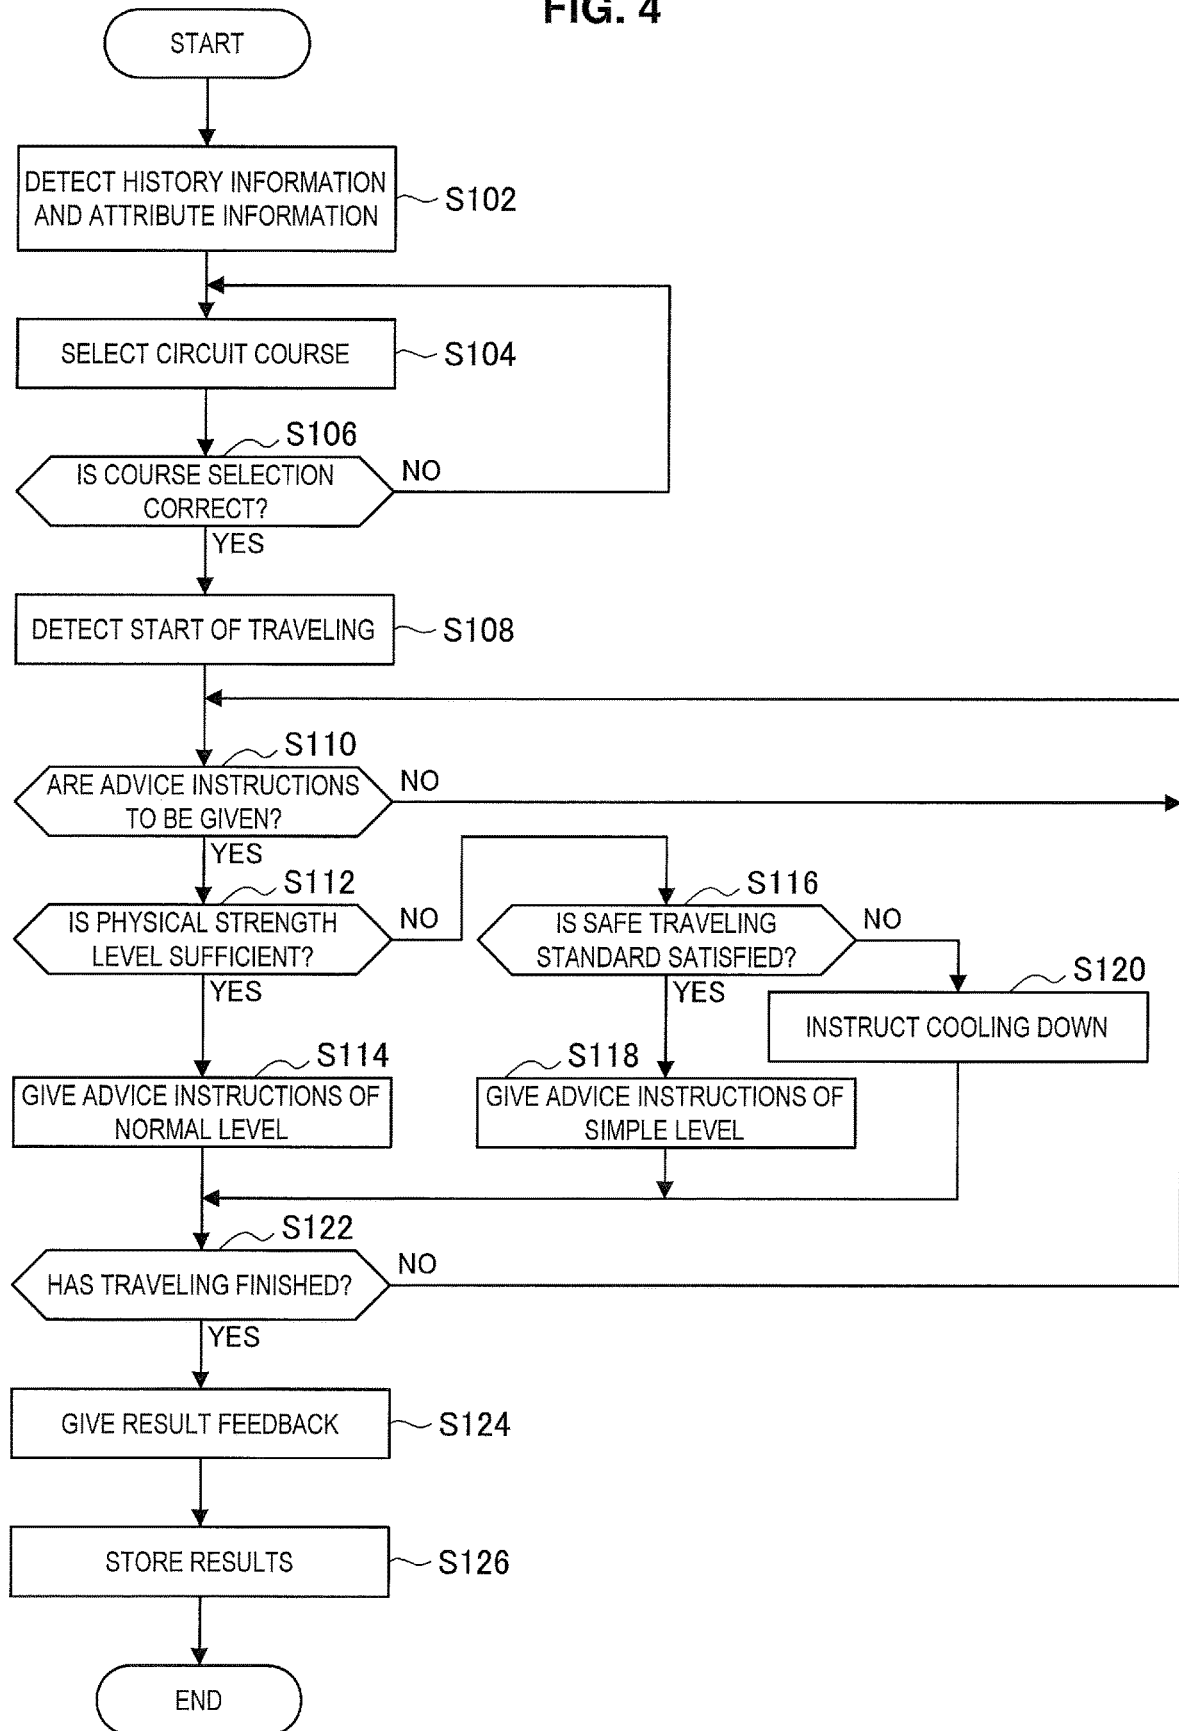 FIG. 4
START
DETECT HISTORY INFORMATION
AND ATTRIBUTE INFORMATION
S102
SELECT CIRCUIT COURSE
S104
S106
IS COURSE SELECTION
CORRECT?
NO
YES
DETECT START OF TRAVELING
S108
S110
ARE ADVICE INSTRUCTIONS
TO BE GIVEN?
NO
YES
S112
IS PHYSICAL STRENGTH
LEVEL SUFFICIENT?
NO
YES
S116
IS SAFE TRAVELING
STANDARD SATISFIED?
NO
YES
S120
INSTRUCT COOLING DOWN
S114
GIVE ADVICE INSTRUCTIONS OF
NORMAL LEVEL
S118
GIVE ADVICE INSTRUCTIONS OF
SIMPLE LEVEL
S122
HAS TRAVELING FINISHED?
NO
YES
GIVE RESULT FEEDBACK
S124
STORE RESULTS
S126
END